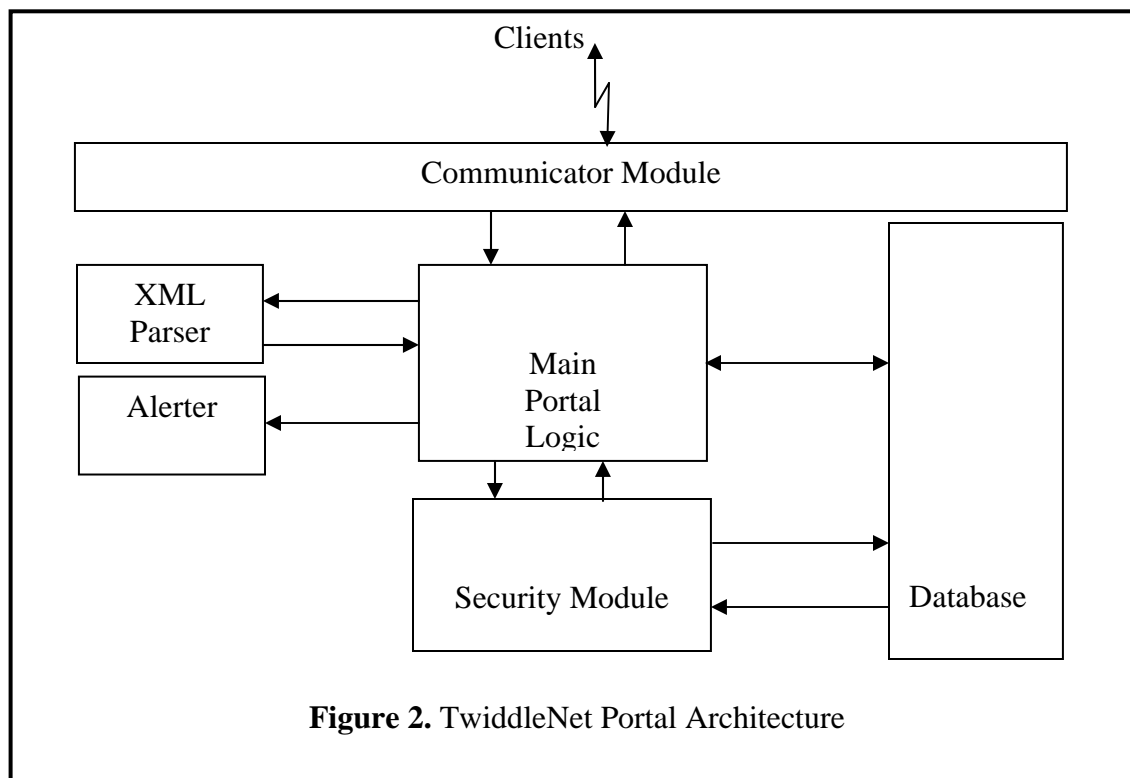 Clients
Communicator Module
XML
Parser
Alerter
Main
Portal
Logic
Security Module
Database
Figure 2. TwiddleNet Portal Architecture